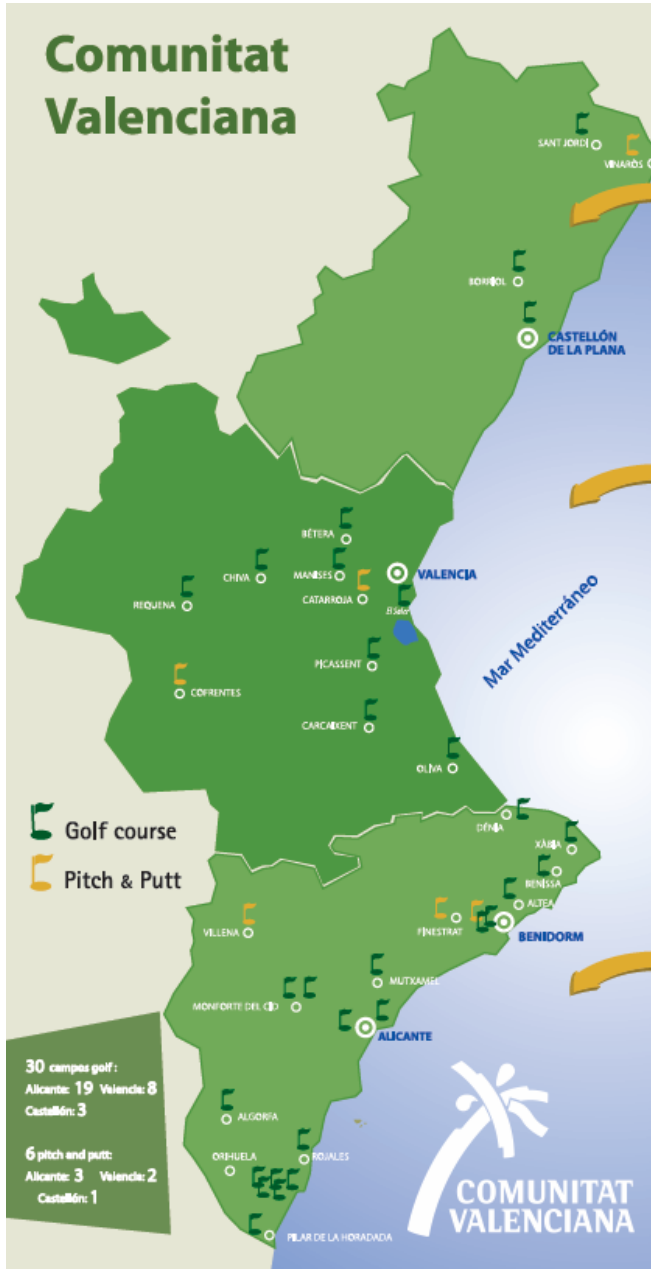 Comunitat
Valenciana
SANT JORDI
VINARÒS
BORRIOL
CASTELLÓN
DE LA PLANA
BÉTERA
CHIVA
MANISES
VALENCIA
REQUENA
CATARROJA
El Saler
Mar Mediterráneo
PICASSENT
COFRENTES
CARCAIXENT
OLIVA
Golf course
Pitch & Putt
DÉNIA
XÀBIA
BENISSA
ALTEA
VILLENA
FINESTRAT
BENIDORM
MUTXAMEL
MONFORTE DEL CID
ALICANTE
30 campos golf :
Alicante: 19 Valencia: 8
Castellón: 3
6 pitch and putt:
Alicante: 3 Valencia: 2
Castellón: 1
ALGORFA
ORIHUELA
ROJALES
PILAR DE LA HORADADA
COMUNITAT
VALENCIANA